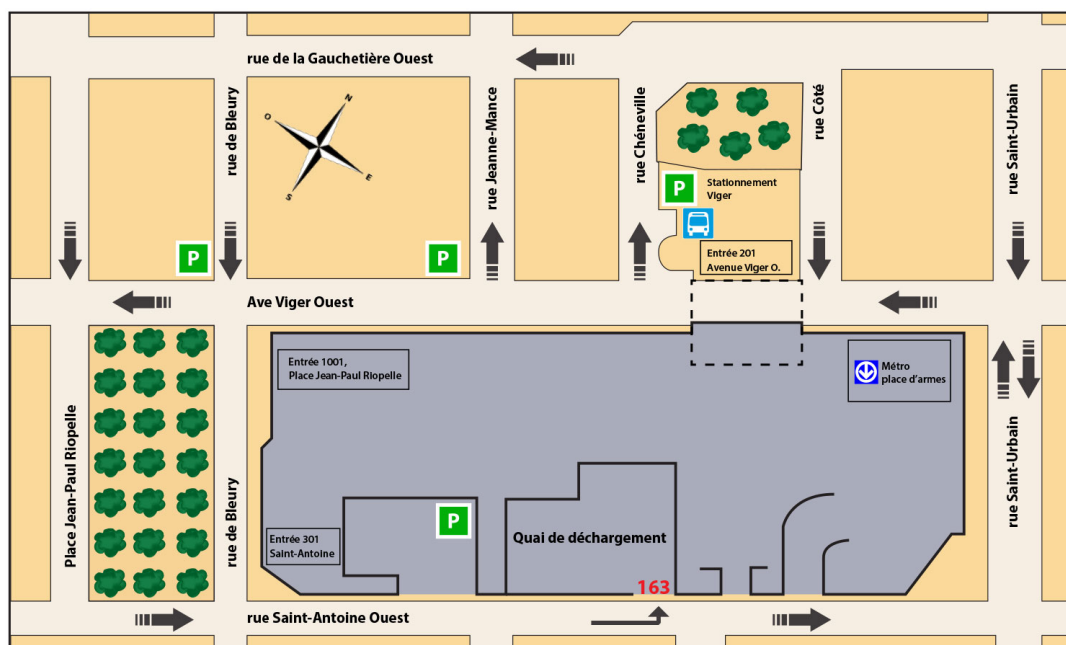 rue de la Gauchetière Ouest
rue de Bleury
N
O
E
S
rue Jeanne-Mance
rue Chéneville
rue Côté
rue Saint-Urbain
P
Stationnement
Viger
P
P
Entrée 201
Avenue Viger O.
Ave Viger Ouest
Entrée 1001,
Place Jean-Paul Riopelle
Métro
place d'armes
Place Jean-Paul Riopelle
rue de Bleury
rue Saint-Urbain
P
Entrée 301
Saint-Antoine
Quai de déchargement
163
rue Saint-Antoine Ouest